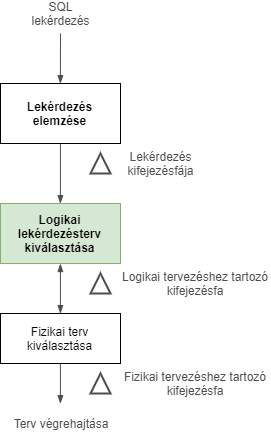 SQL
lekérdezés
Lekérdezés
elemzése
Lekérdezés
kifejezésfája
Logikai
lekérdezésterv
kiválasztása
Logikai tervezéshez tartozó
kifejezésfa
Fizikai terv
kiválasztása
Fizikai tervezéshez tartozó
kifejezésfa
Terv végrehajtása